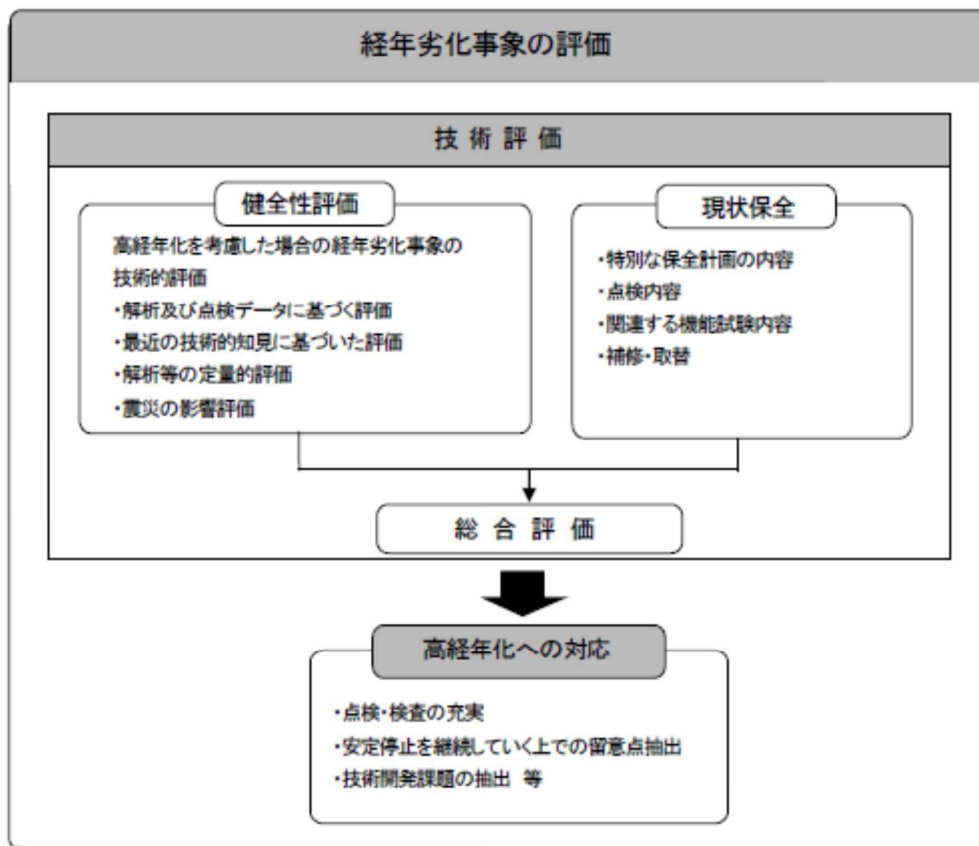 経年劣化事象の評価
技術評価
健全性評価
高経年化を考慮した場合の経年劣化事象の
技術的評価
・解析及び点検データに基づく評価
・最近の技術的知見に基づいた評価
・解析等の定量的評価
・震災の影響評価
現状保全
・特別な保全計画の内容
・点検内容
・関連する機能試験内容
・補修・取替
総合評価
高経年化への対応
・点検・検査の充実
・安定停止を継続していく上での留意点抽出
・技術開発課題の抽出 等